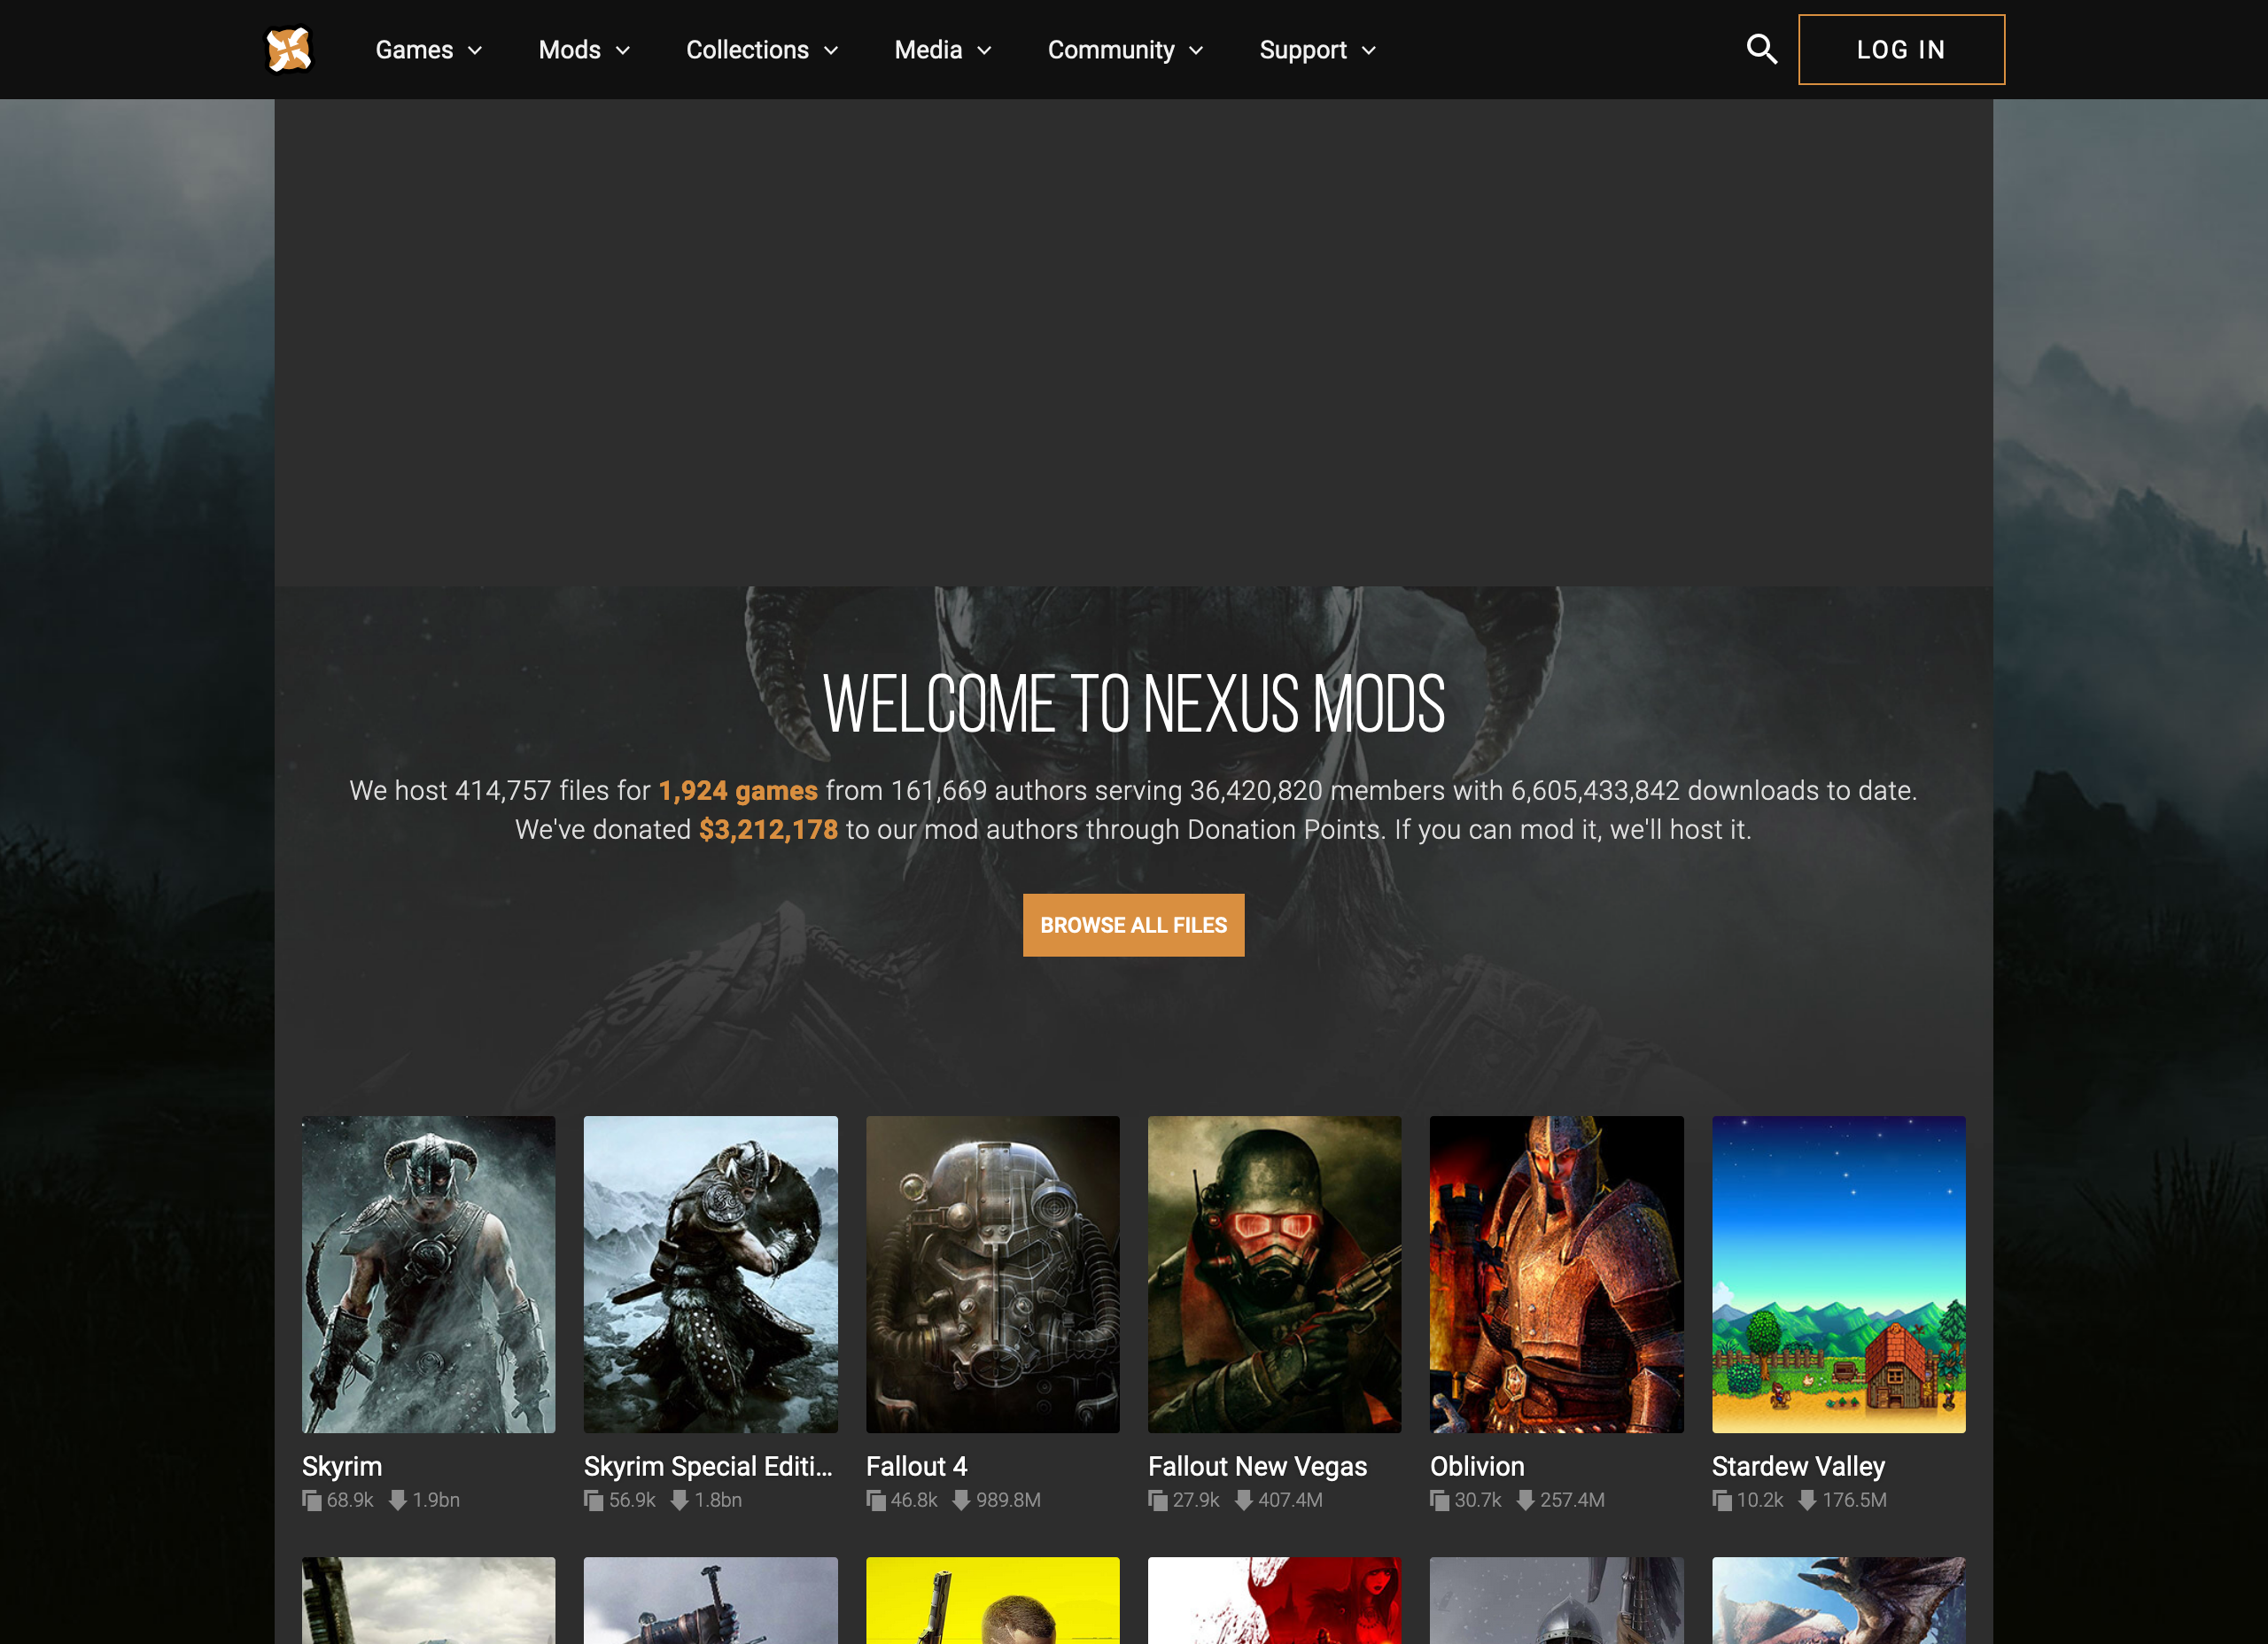 Games Mods Collections Media Community Support LOG IN
WELCOME TO NEXUS MODS
We host 414,757 files for 1,924 games from 161,669 authors serving 36,420,820 members with 6,605,433,842 downloads to date.
We've donated $3,212,178 to our mod authors through Donation Points. If you can mod it, we'll host it.
BROWSE ALL FILES
Skyrim
68.9k 1.9bn
Skyrim Special Editi...
56.9k 1.8bn
Fallout 4
46.8k 989.8M
Fallout New Vegas
27.9k 407.4M
Oblivion
30.7k 257.4M
Stardew Valley
10.2k 176.5M